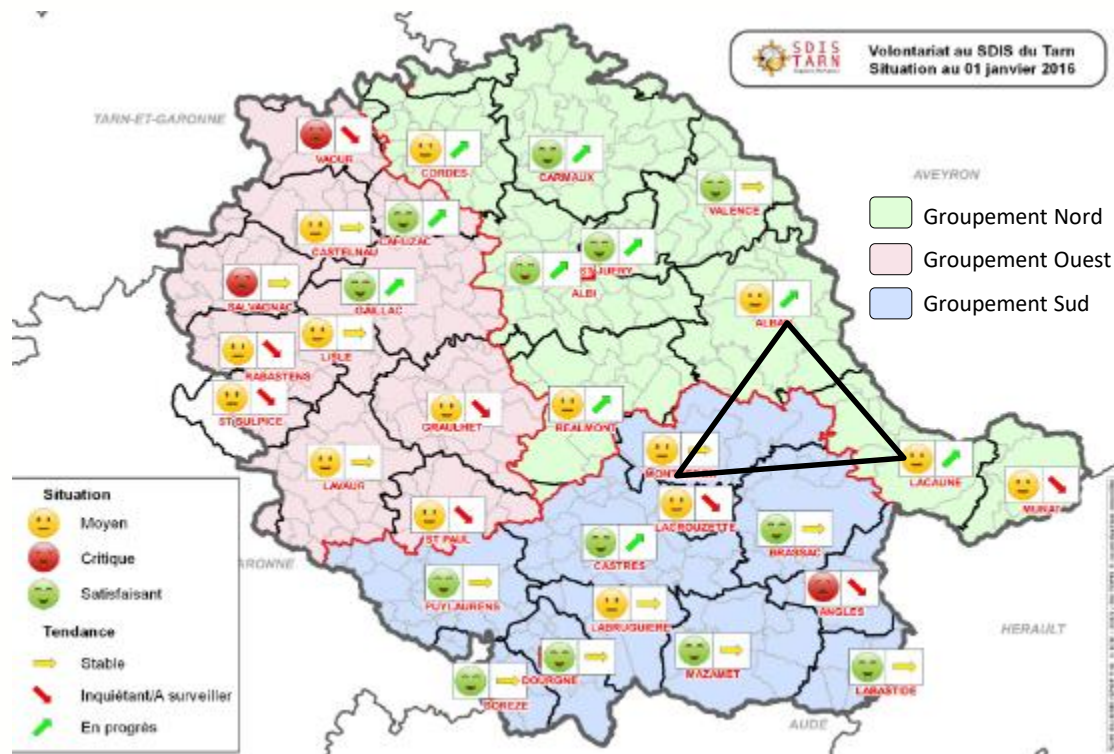 SDIS
TARN
Volontariat au SDIS du Tarn
Situation au 01 janvier 2016
TARN-ET-GARONNE
AVEYRON
VAOUR
CORDES
CARMAUX
VALENCE
Groupement Nord
Groupement Ouest
Groupement Sud
CASTELNAU
ST JUERY
ALBI
SALVAGNAC
GAILLAC
LISLE
RABASTENS
ST SULPICE
GRAULHET
REALMONT
LAVAUR
LACAUNE
ST PAUL
LACROUZETTE
BRASSAC
CASTRES
PUYLAURENS
LABRUGUIERE
ANGLES
HERAULT
DOURGNE
MAZAMET
LABASTIDE
SOREZE
AUDE
Situation
Moyen
Critique
Satisfaisant
Tendance
Stable
Inquiétant/A surveiller
En progrès